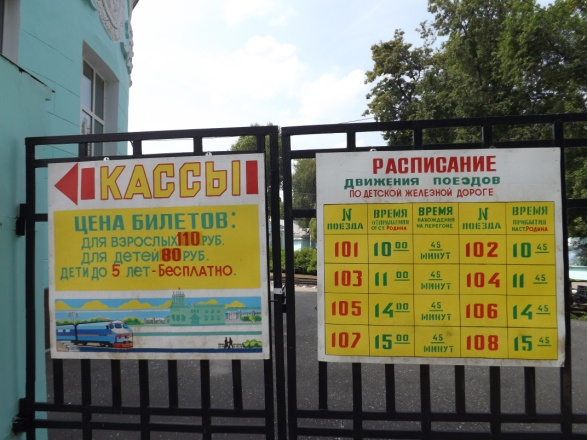 КАССЫ
ЦЕНА БИЛЕТОВ:
ДЛЯ ВЗРОСЛЫХ 110 РУБ.
ДЛЯ ДЕТЕЙ 80 РУБ.
ДЕТИ ДО 5 ЛЕТ - БЕСПЛАТНО.
РАСПИСАНИЕ
ДВИЖЕНИЯ ПОЕЗДОВ
ПО ДЕТСКОЙ ЖЕЛЕЗНОЙ ДОРОГЕ
N ПОЕЗДА ВРЕМЯ ОТПРАВЛЕНИЯ СО СТ. РОДИНА ВРЕМЯ НАХОЖДЕНИЯ НА ПЕРЕГОНЕ N ПОЕЗДА ВРЕМЯ ПРИБЫТИЯ НА СТ. РОДИНА
101 10 00 45 МИНУТ 102 10 45
103 11 00 45 МИНУТ 104 11 45
105 14 00 45 МИНУТ 106 14 45
107 15 00 45 МИНУТ 108 15 45